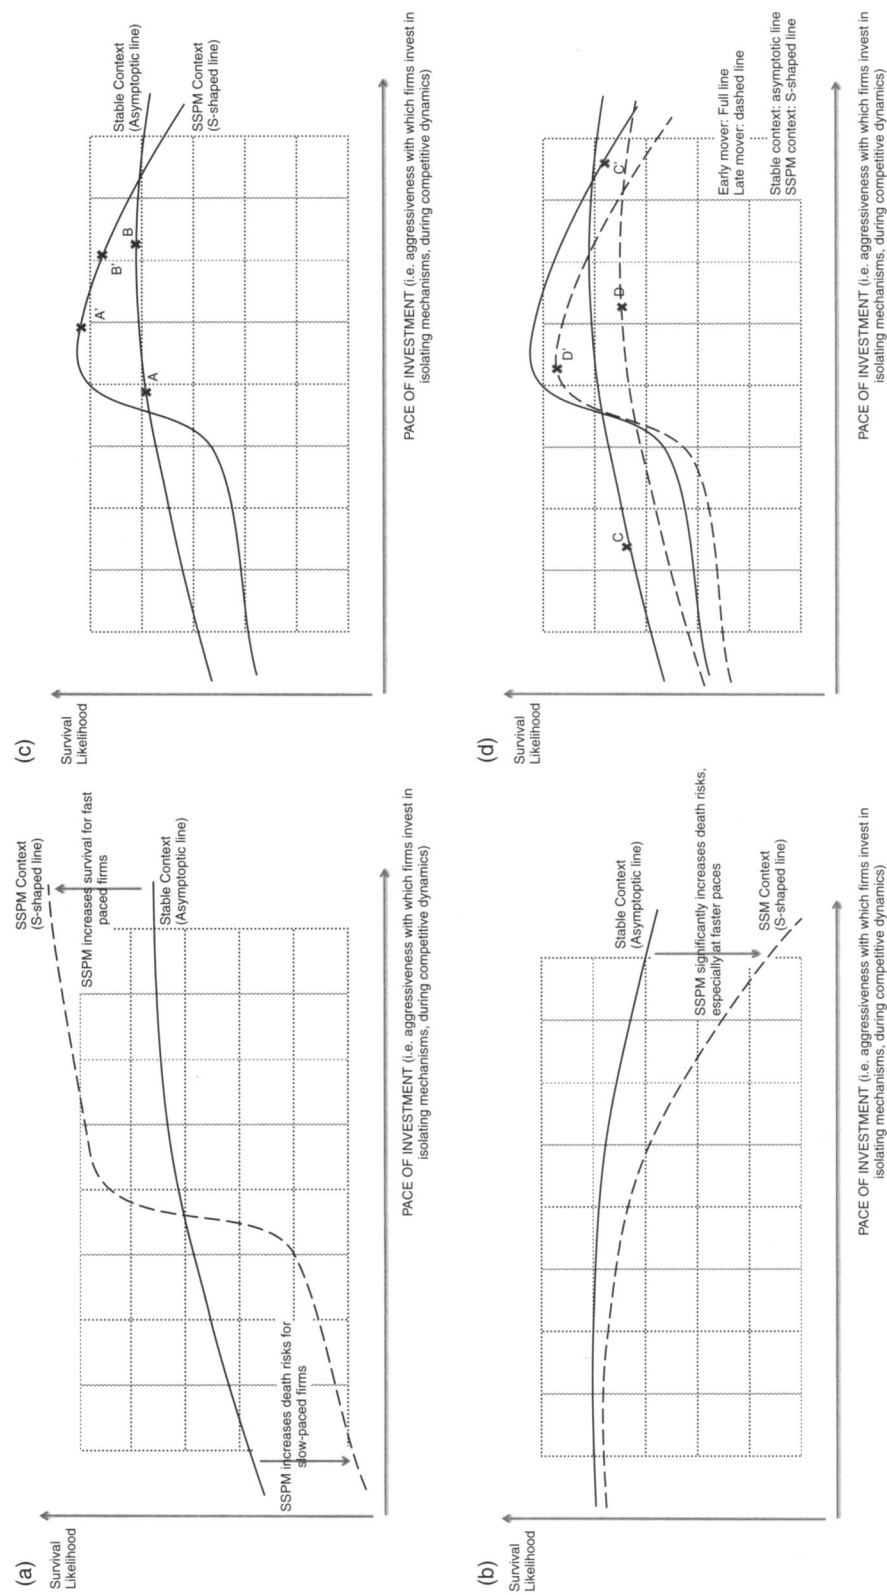 (a)
Survival
Likelihood
SSPM Context
(S-shaped line)
SSPM increases survival for fast
paced firms
Stable Context
(Asymptoptic line)
SSPM increases death risks for
slow-paced firms
PACE OF INVESTMENT (i.e. aggressiveness with which firms invest in
isolating mechanisms, during competitive dynamics)
(b)
Survival
Likelihood
Stable Context
(Asymptoptic line)
SSPM significantly increases death risks,
especially at faster paces
SSM Context
(S-shaped line)
PACE OF INVESTMENT (i.e. aggressiveness with which firms invest in
isolating mechanisms, during competitive dynamics)
(c)
Survival
Likelihood
A'
B'
A
B
Stable Context
(Asymptoptic line)
SSPM Context
(S-shaped line)
PACE OF INVESTMENT (i.e. aggressiveness with which firms invest in
isolating mechanisms, during competitive dynamics)
(d)
Survival
Likelihood
D'
C
D
C'
Early mover: Full line
Late mover: dashed line
Stable context: asymptotic line
SSPM context: S-shaped line
PACE OF INVESTMENT (i.e. aggressiveness with which firms invest in
isolating mechanisms, during competitive dynamics)